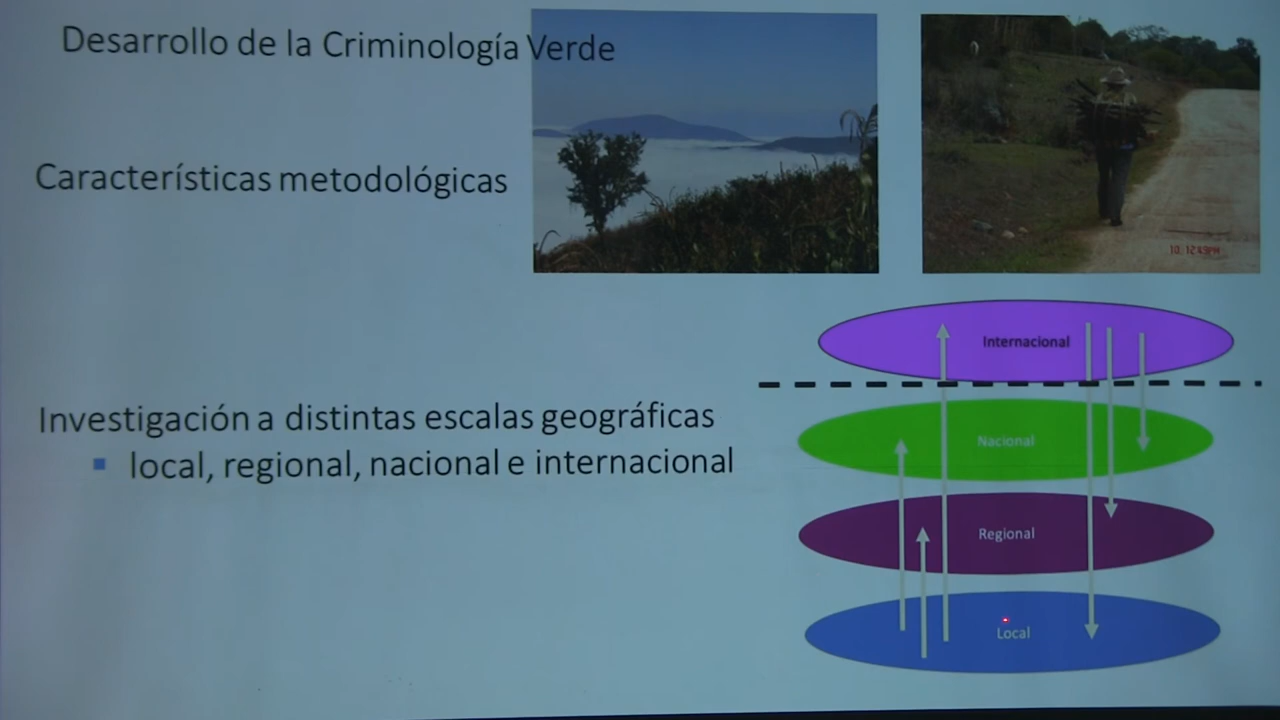 Desarrollo de la Criminología Verde
Características metodológicas
Investigación a distintas escalas geográficas
local, regional, nacional e internacional
Internacional
Nacional
Regional
Local